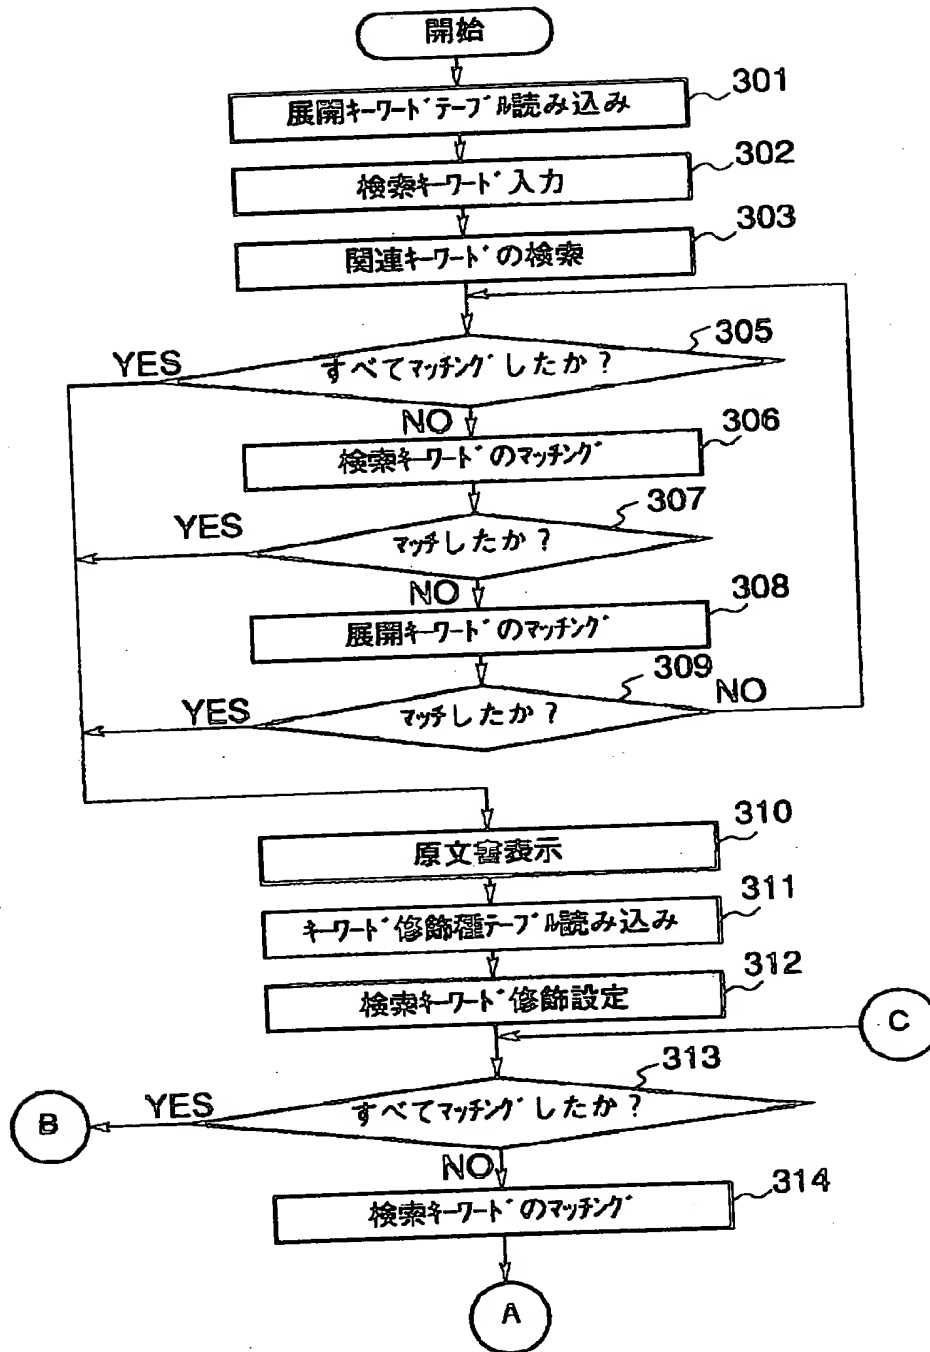 開始
301
展開キーワードテーブル読み込み
302
検索キーワード入力
303
関連キーワードの検索
305
YES
すべてマッチングしたか？
NO
306
検索キーワードのマッチング
307
YES
マッチしたか？
NO
308
展開キーワードのマッチング
309
YES
マッチしたか？
NO
310
原文書表示
311
キーワード修飾種テーブル読み込み
312
検索キーワード修飾設定
C
313
B
YES
すべてマッチングしたか？
NO
314
検索キーワードのマッチング
A